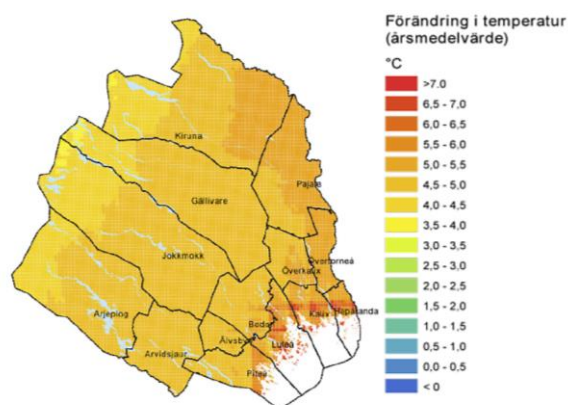 Förändring i temperatur
(årsmedelvärde)
°C
>7.0
6,5 - 7,0
6,0 - 6,5
5,5 - 6,0
5,0 - 5,5
4,5 - 5,0
4,0 - 4,5
3,5 - 4,0
3,0 - 3,5
2,5 - 3,0
2,0 - 2,5
1,5 - 2,0
1,0 - 1,5
0,5 - 1,0
0,0 - 0,5
< 0
Kiruna
Pajala
Gällivare
Jokkmokk
Övertorneå
Överkalix
Arjeplog
Haparanda
Kalix
Boden
Luleå
Älvsbyn
Arvidsjaur
Piteå